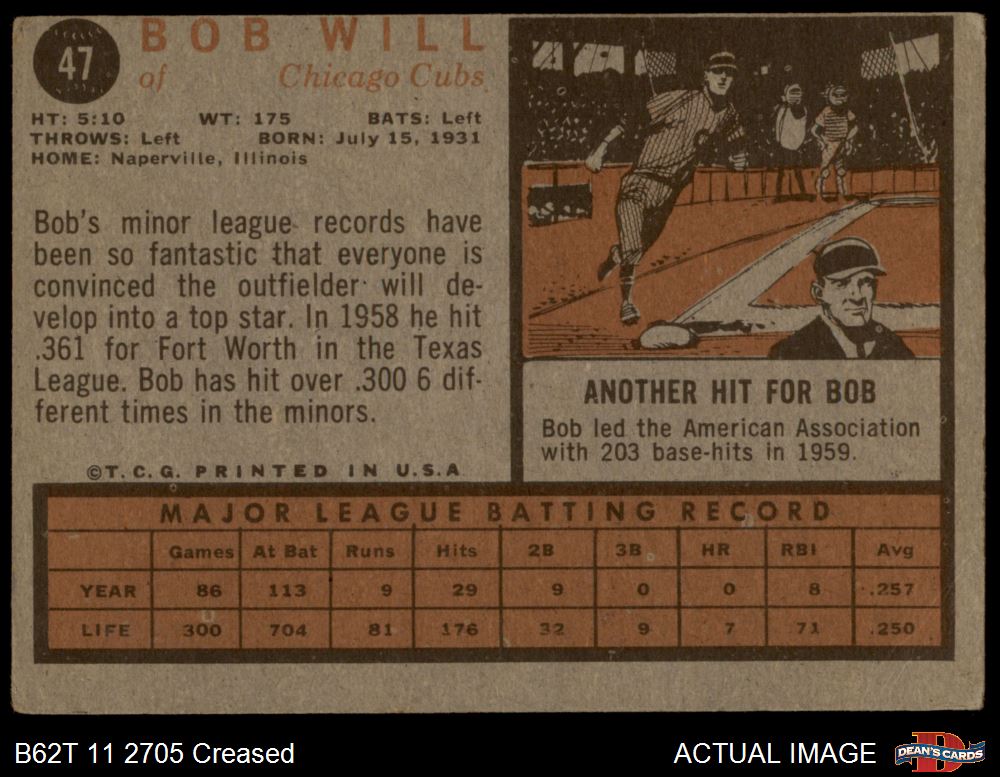 47
BOB WILL
of Chicago Cubs
HT: 5:10 WT: 175 BATS: Left
THROWS: Left BORN: July 15, 1931
HOME: Naperville, Illinois
Bob's minor league records have
been so fantastic that everyone is
convinced the outfielder will de-
velop into a top star. In 1958 he hit
.361 for Fort Worth in the Texas
League. Bob has hit over .300 6 dif-
ferent times in the minors.
©T.C.G. PRINTED IN U.S.A.
ANOTHER HIT FOR BOB
Bob led the American Association
with 203 base-hits in 1959.
MAJOR LEAGUE BATTING RECORD
Games At Bat Runs Hits 2B 3B HR RBI Avg
YEAR 86 113 9 29 9 0 0 8 .257
LIFE 300 704 81 176 32 9 7 71 .250
B62T 11 2705 Creased
ACTUAL IMAGE
DEAN'S CARDS